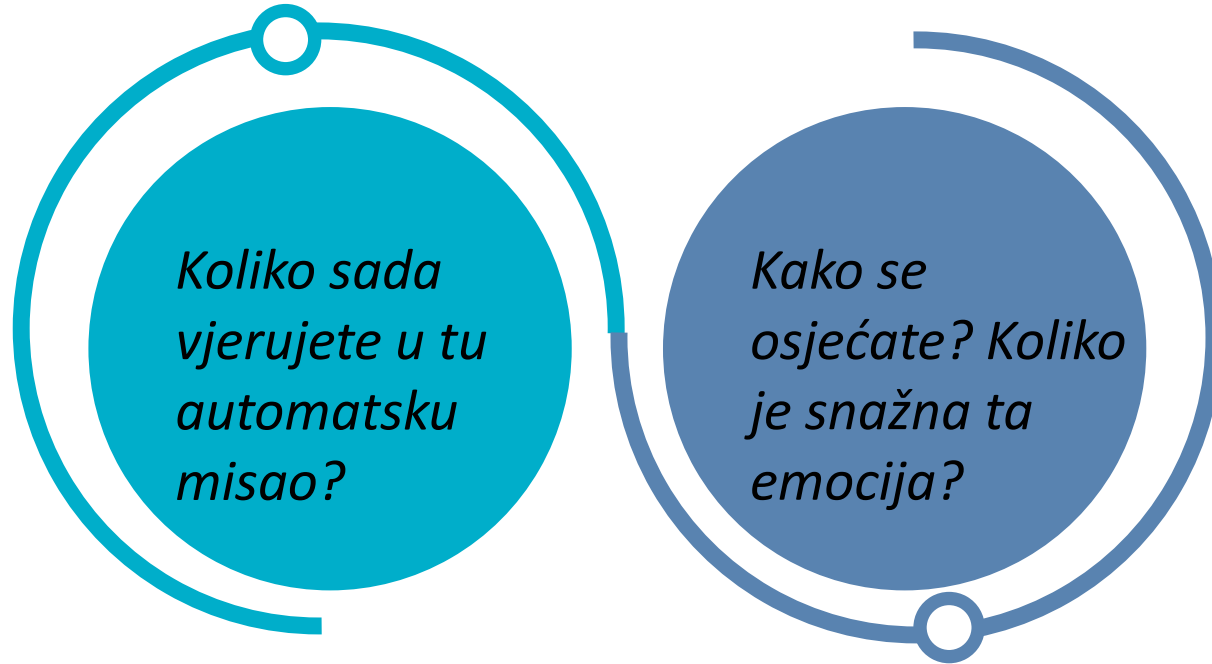 Koliko sada
vjerujete u tu
automatsku
misao?
Kako se
osjećate? Koliko
je snažna ta
emocija?